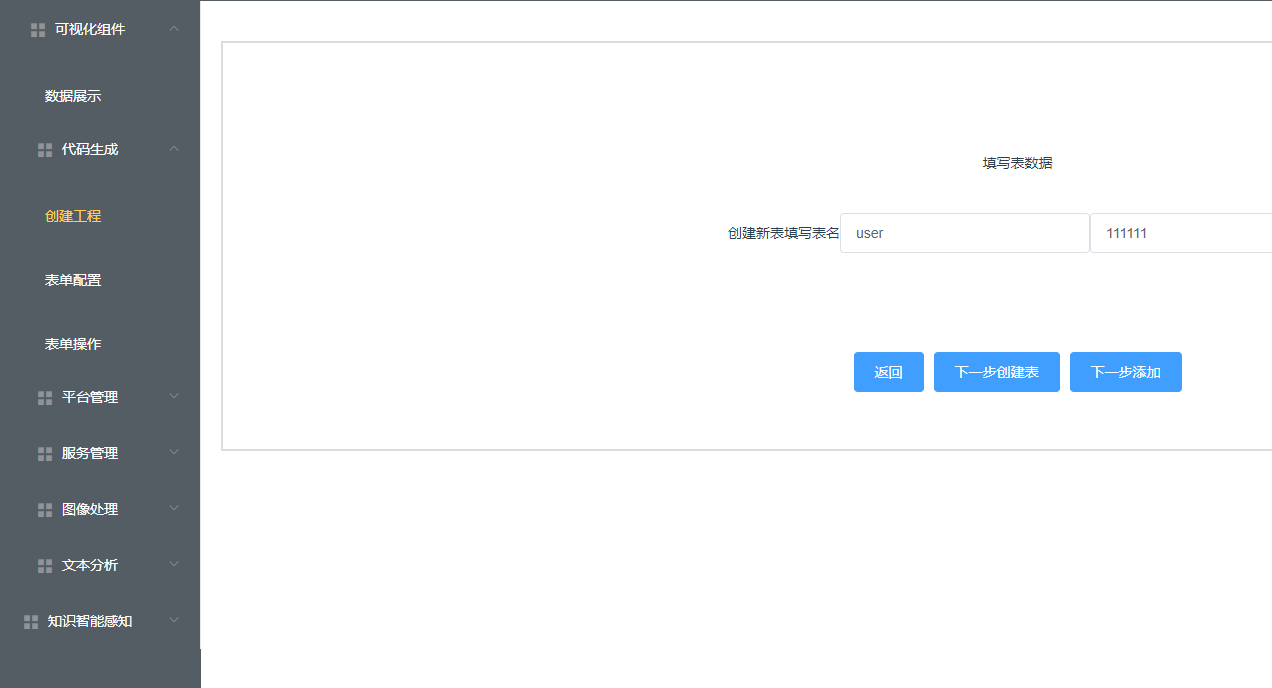 可视化组件
数据展示
代码生成
创建工程
表单配置
表单操作
平台管理
服务管理
图像处理
文本分析
知识智能感知
填写表数据
创建新表填写表名 user 111111
返回 下一步创建表 下一步添加